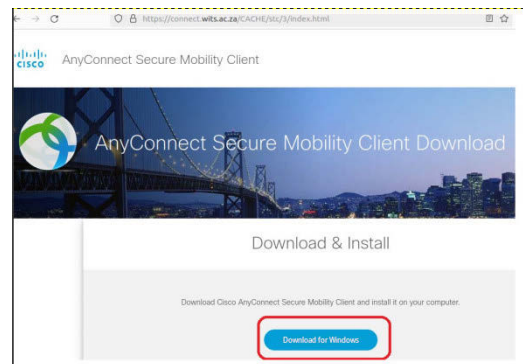 https://connect.wits.ac.za/CACHE/stc/3/index.html
CISCO
AnyConnect Secure Mobility Client
AnyConnect Secure Mobility Client Download
Download & Install
Download Cisco AnyConnect Secure Mobility Client and install it on your computer.
Download for Windows